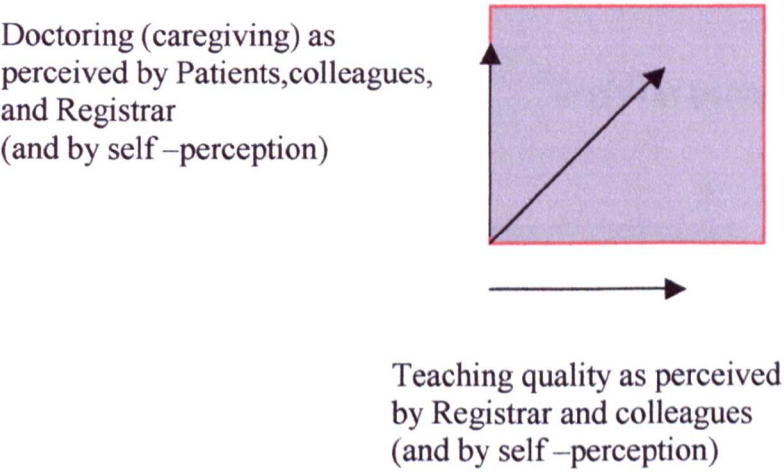 Doctoring (caregiving) as
perceived by Patients,colleagues,
and Registrar
(and by self –perception)
Teaching quality as perceived
by Registrar and colleagues
(and by self –perception)